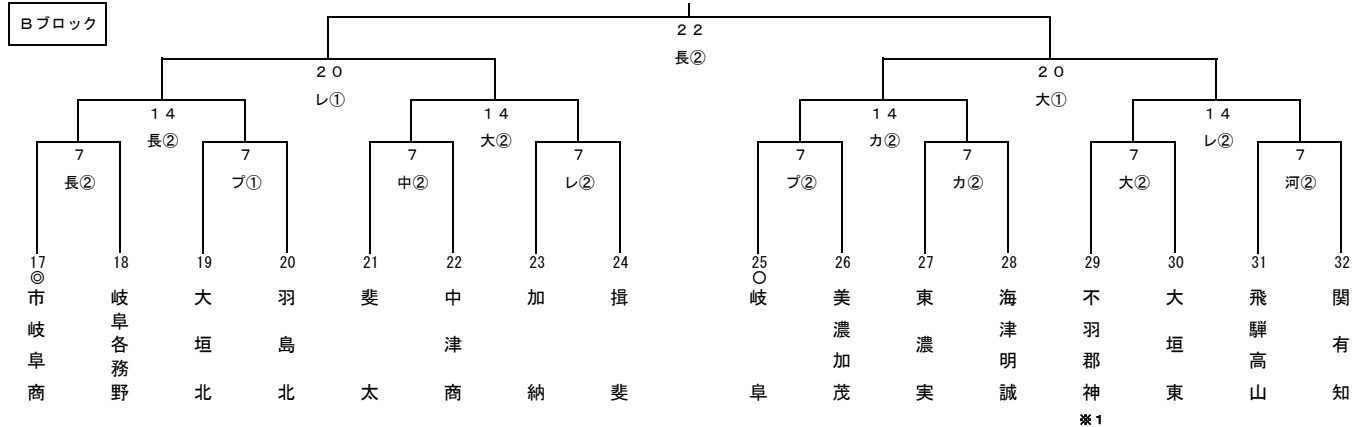 Ｂブロック
２２
長②
２０
レ①
２０
大①
１４
長②
１４
大②
１４
カ②
１４
レ②
7
長②
7
プ①
7
中②
7
レ②
7
プ②
7
カ②
7
大②
7
河②
17 18 19 20 21 22 23 24 25 26 27 28 29 30 31 32
◎ ○
市岐阜商
岐阜各務野
大垣北
羽島北
斐太
中津商
加納
揖斐
岐阜
美濃加茂
東濃実
海津明誠
不羽郡神
大垣東
飛騨高山
関有知
※1